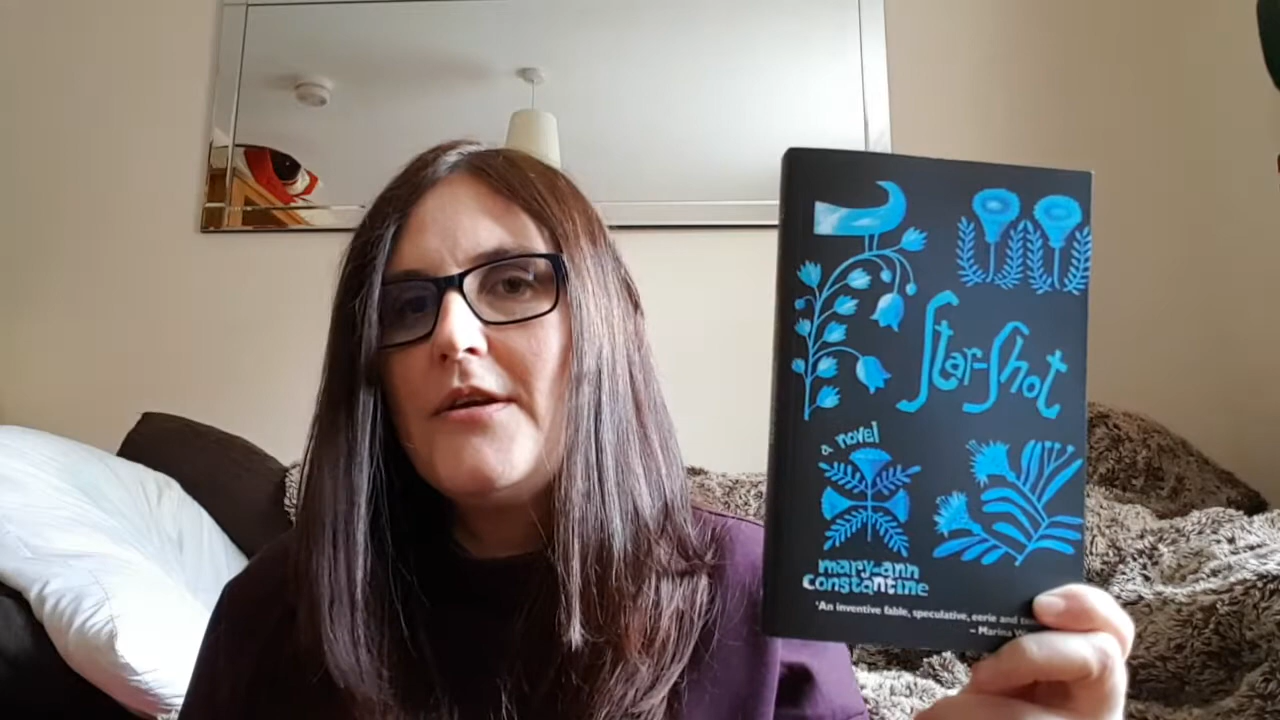 Star-Shot
a novel
mary-ann
constantine
'An inventive fable, speculative, eerie and
– Marina